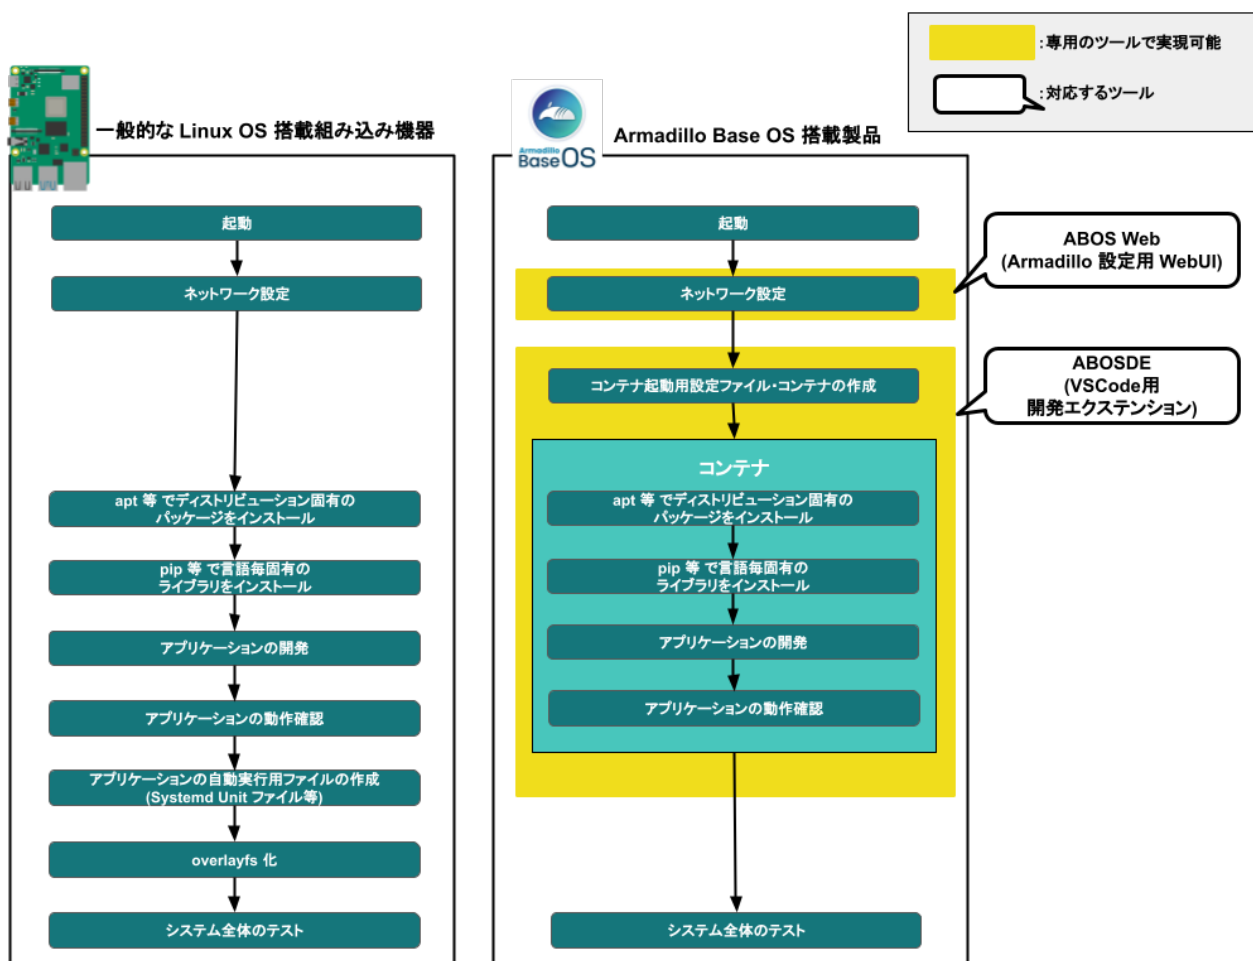 :専用のツールで実現可能
:対応するツール
一般的な Linux OS 搭載組み込み機器
起動
ネットワーク設定
apt 等 でディストリビューション固有の
パッケージをインストール
pip 等 で言語毎固有の
ライブラリをインストール
アプリケーションの開発
アプリケーションの動作確認
アプリケーションの自動実行用ファイルの作成
(Systemd Unit ファイル等)
overlayfs 化
システム全体のテスト
Armadillo
Base OS
Armadillo Base OS 搭載製品
起動
ネットワーク設定
コンテナ起動用設定ファイル・コンテナの作成
コンテナ
apt 等 でディストリビューション固有の
パッケージをインストール
pip 等 で言語毎固有の
ライブラリをインストール
アプリケーションの開発
アプリケーションの動作確認
システム全体のテスト
ABOS Web
(Armadillo 設定用 WebUI)
ABOSDE
(VSCode用
開発エクステンション)